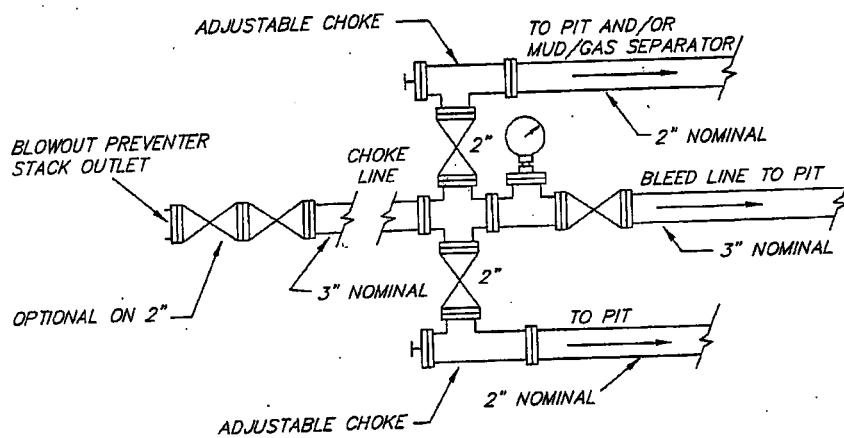 ADJUSTABLE CHOKE
TO PIT AND/OR
MUD/GAS SEPARATOR
2" NOMINAL
2"
BLOWOUT PREVENTER
STACK OUTLET
CHOKE
LINE
BLEED LINE TO PIT
3" NOMINAL
3" NOMINAL
OPTIONAL ON 2"
2"
TO PIT
2" NOMINAL
ADJUSTABLE CHOKE